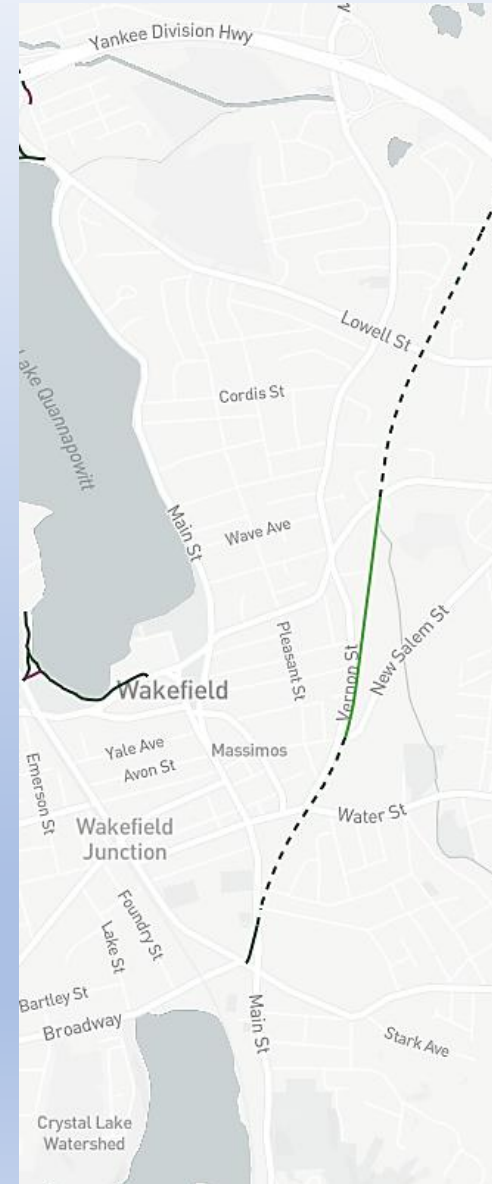 Yankee Division Hwy
Lowell St
Lake Quannapowitt
Cordis St
Main St
Wave Ave
Pleasant St
New Salem St
Vernon St
Wakefield
Yale Ave
Massimos
Avon St
Emerson St
Water St
Wakefield
Junction
Foundry St
Lake St
Bartley St
Broadway
Main St
Stark Ave
Crystal Lake
Watershed